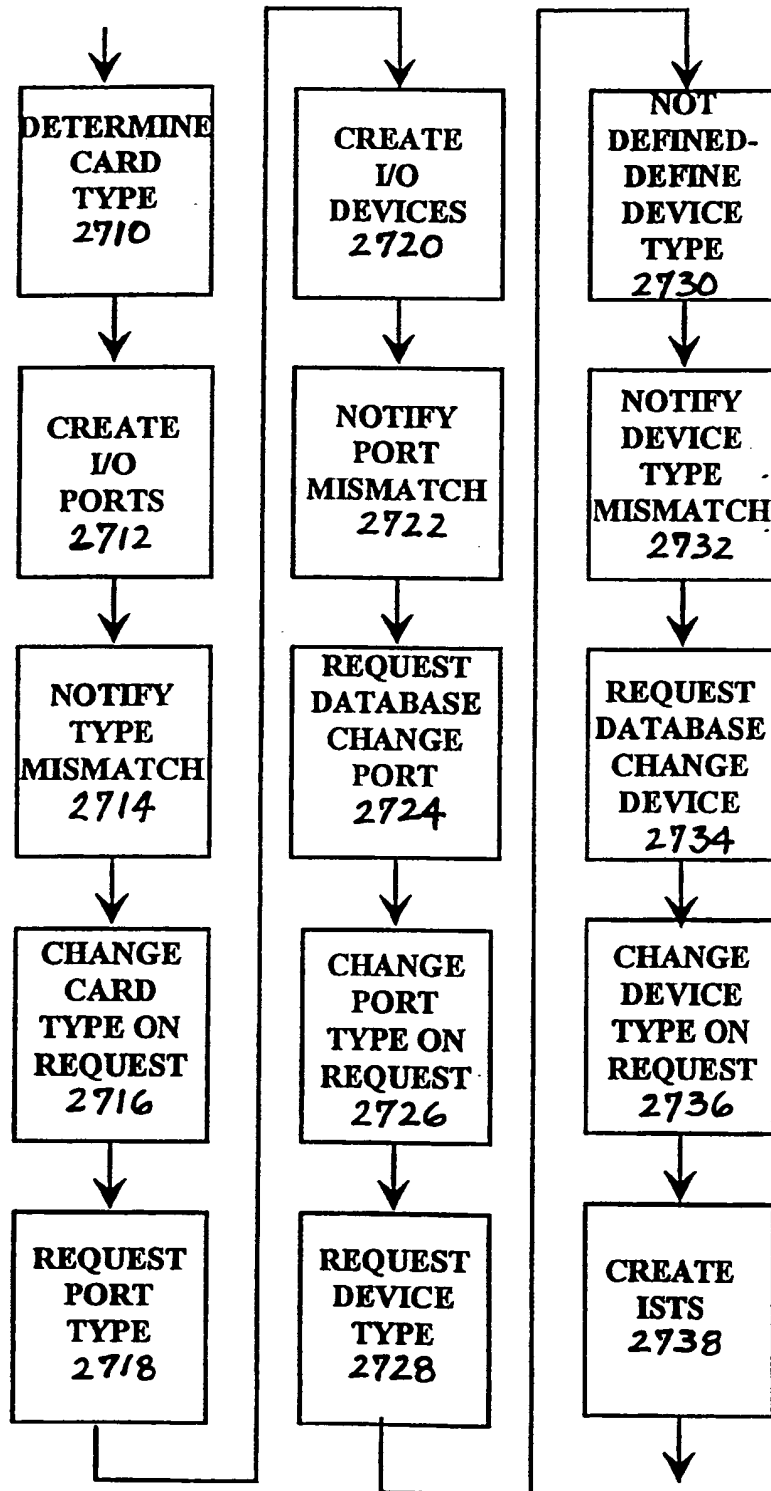 DETERMINE
CARD
TYPE
2710
CREATE
I/O
PORTS
2712
NOTIFY
TYPE
MISMATCH
2714
CHANGE
CARD
TYPE ON
REQUEST
2716
REQUEST
PORT
TYPE
2718
CREATE
I/O
DEVICES
2720
NOTIFY
PORT
MISMATCH
2722
REQUEST
DATABASE
CHANGE
PORT
2724
CHANGE
PORT
TYPE ON
REQUEST
2726
REQUEST
DEVICE
TYPE
2728
NOT
DEFINED-
DEFINE
DEVICE
TYPE
2730
NOTIFY
DEVICE
TYPE
MISMATCH
2732
REQUEST
DATABASE
CHANGE
DEVICE
2734
CHANGE
DEVICE
TYPE ON
REQUEST
2736
CREATE
ISTS
2738